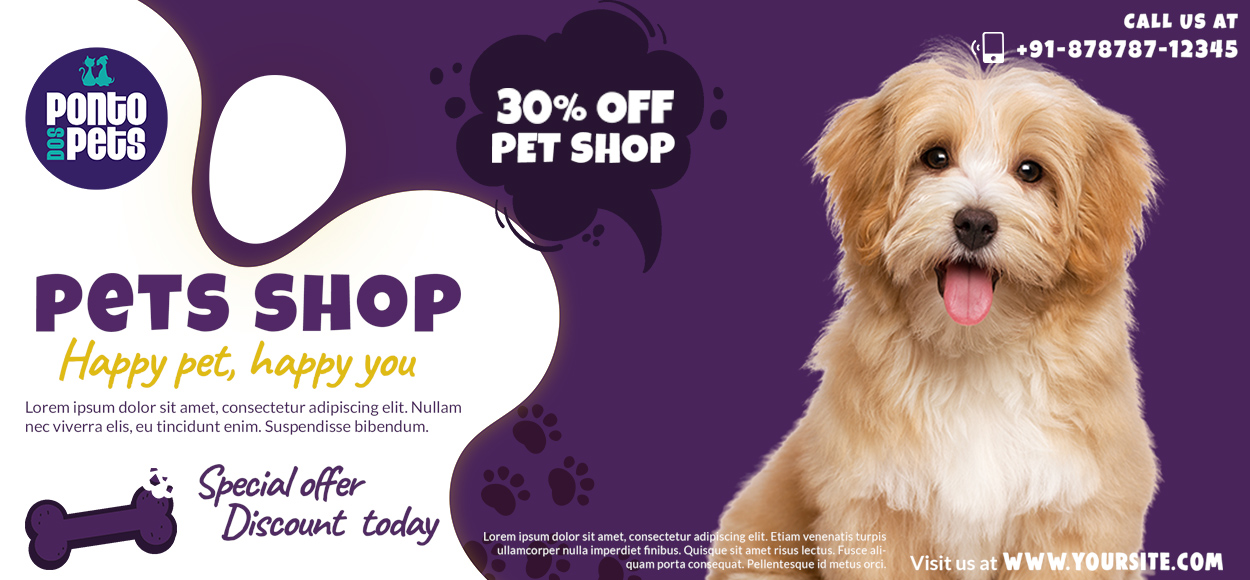 PONTO
DOS
PETS
30% OFF
PET SHOP
CALL US AT
+91-878787-12345
PETS SHOP
Happy pet, happy you
Lorem ipsum dolor sit amet, consectetur adipiscing elit. Nullam
nec viverra elis, eu tincidunt enim. Suspendisse bibendum.
Special offer
Discount today
Lorem ipsum dolor sit amet, consectetur adipiscing elit. Etiam venenatis turpis
ullamcorper nulla imperdiet finibus. Quisque sit amet risus lectus. Fusce ali-
quam porta consequat. Pellentesque id metus orci.
Visit us at WWW.YOURSITE.COM